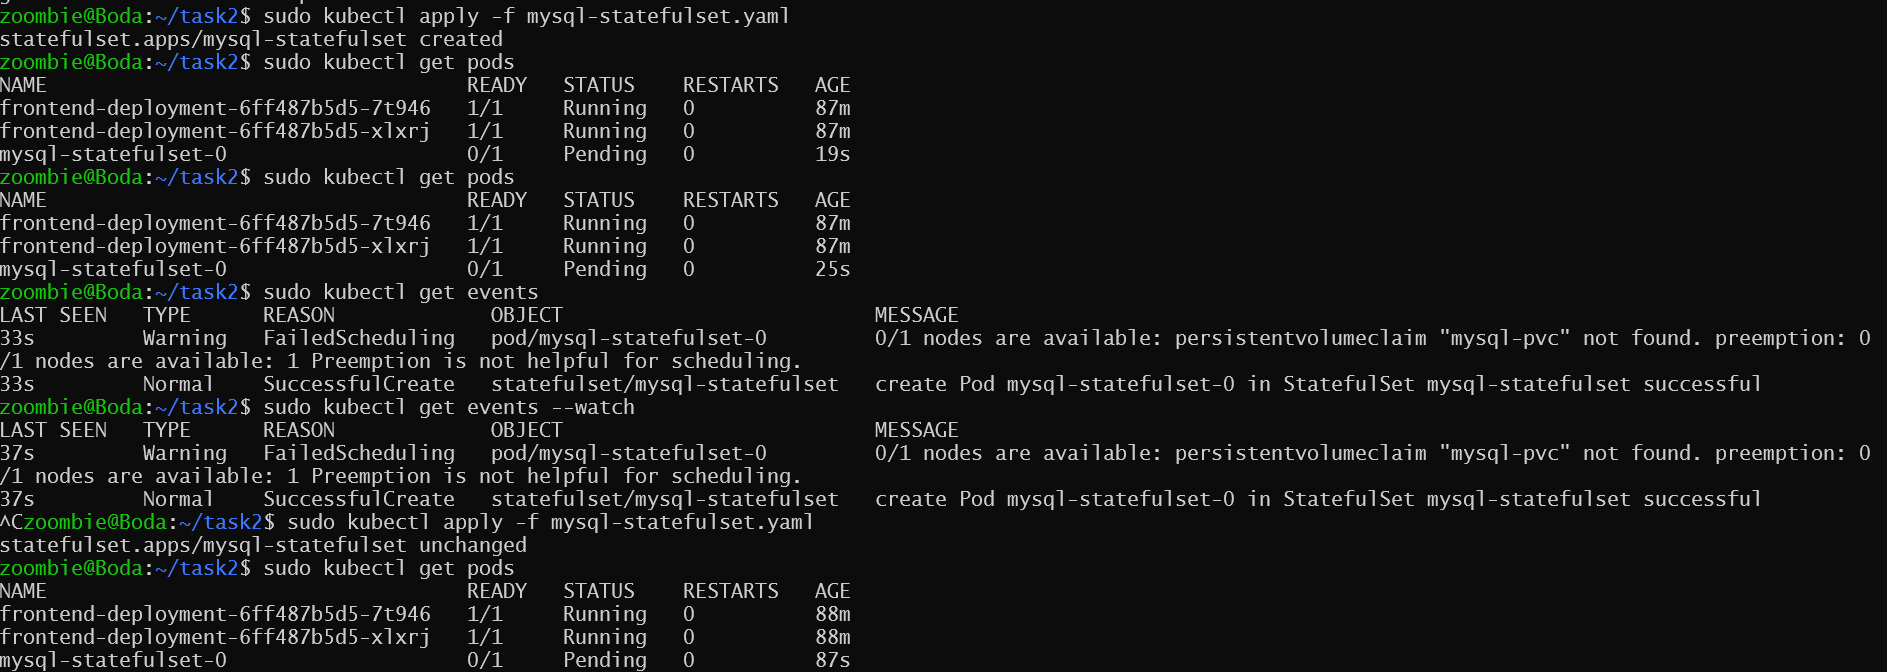 zoombie@Boda:~/task2$ sudo kubectl apply -f mysql-statefulset.yaml
statefulset.apps/mysql-statefulset created
zoombie@Boda:~/task2$ sudo kubectl get pods
NAME                                   READY   STATUS    RESTARTS   AGE
frontend-deployment-6ff487b5d5-7t946   1/1     Running   0          87m
frontend-deployment-6ff487b5d5-xlxrj   1/1     Running   0          87m
mysql-statefulset-0                    0/1     Pending   0          19s
zoombie@Boda:~/task2$ sudo kubectl get pods
NAME                                   READY   STATUS    RESTARTS   AGE
frontend-deployment-6ff487b5d5-7t946   1/1     Running   0          87m
frontend-deployment-6ff487b5d5-xlxrj   1/1     Running   0          87m
mysql-statefulset-0                    0/1     Pending   0          25s
zoombie@Boda:~/task2$ sudo kubectl get events
LAST SEEN   TYPE      REASON             OBJECT                          MESSAGE
33s         Warning   FailedScheduling   pod/mysql-statefulset-0         0/1 nodes are available: persistentvolumeclaim "mysql-pvc" not found. preemption: 0
/1 nodes are available: 1 Preemption is not helpful for scheduling.
33s         Normal    SuccessfulCreate   statefulset/mysql-statefulset   create Pod mysql-statefulset-0 in StatefulSet mysql-statefulset successful
zoombie@Boda:~/task2$ sudo kubectl get events --watch
LAST SEEN   TYPE      REASON             OBJECT                          MESSAGE
37s         Warning   FailedScheduling   pod/mysql-statefulset-0         0/1 nodes are available: persistentvolumeclaim "mysql-pvc" not found. preemption: 0
/1 nodes are available: 1 Preemption is not helpful for scheduling.
37s         Normal    SuccessfulCreate   statefulset/mysql-statefulset   create Pod mysql-statefulset-0 in StatefulSet mysql-statefulset successful
^Czoombie@Boda:~/task2$ sudo kubectl apply -f mysql-statefulset.yaml
statefulset.apps/mysql-statefulset unchanged
zoombie@Boda:~/task2$ sudo kubectl get pods
NAME                                   READY   STATUS    RESTARTS   AGE
frontend-deployment-6ff487b5d5-7t946   1/1     Running   0          88m
frontend-deployment-6ff487b5d5-xlxrj   1/1     Running   0          88m
mysql-statefulset-0                    0/1     Pending   0          87s